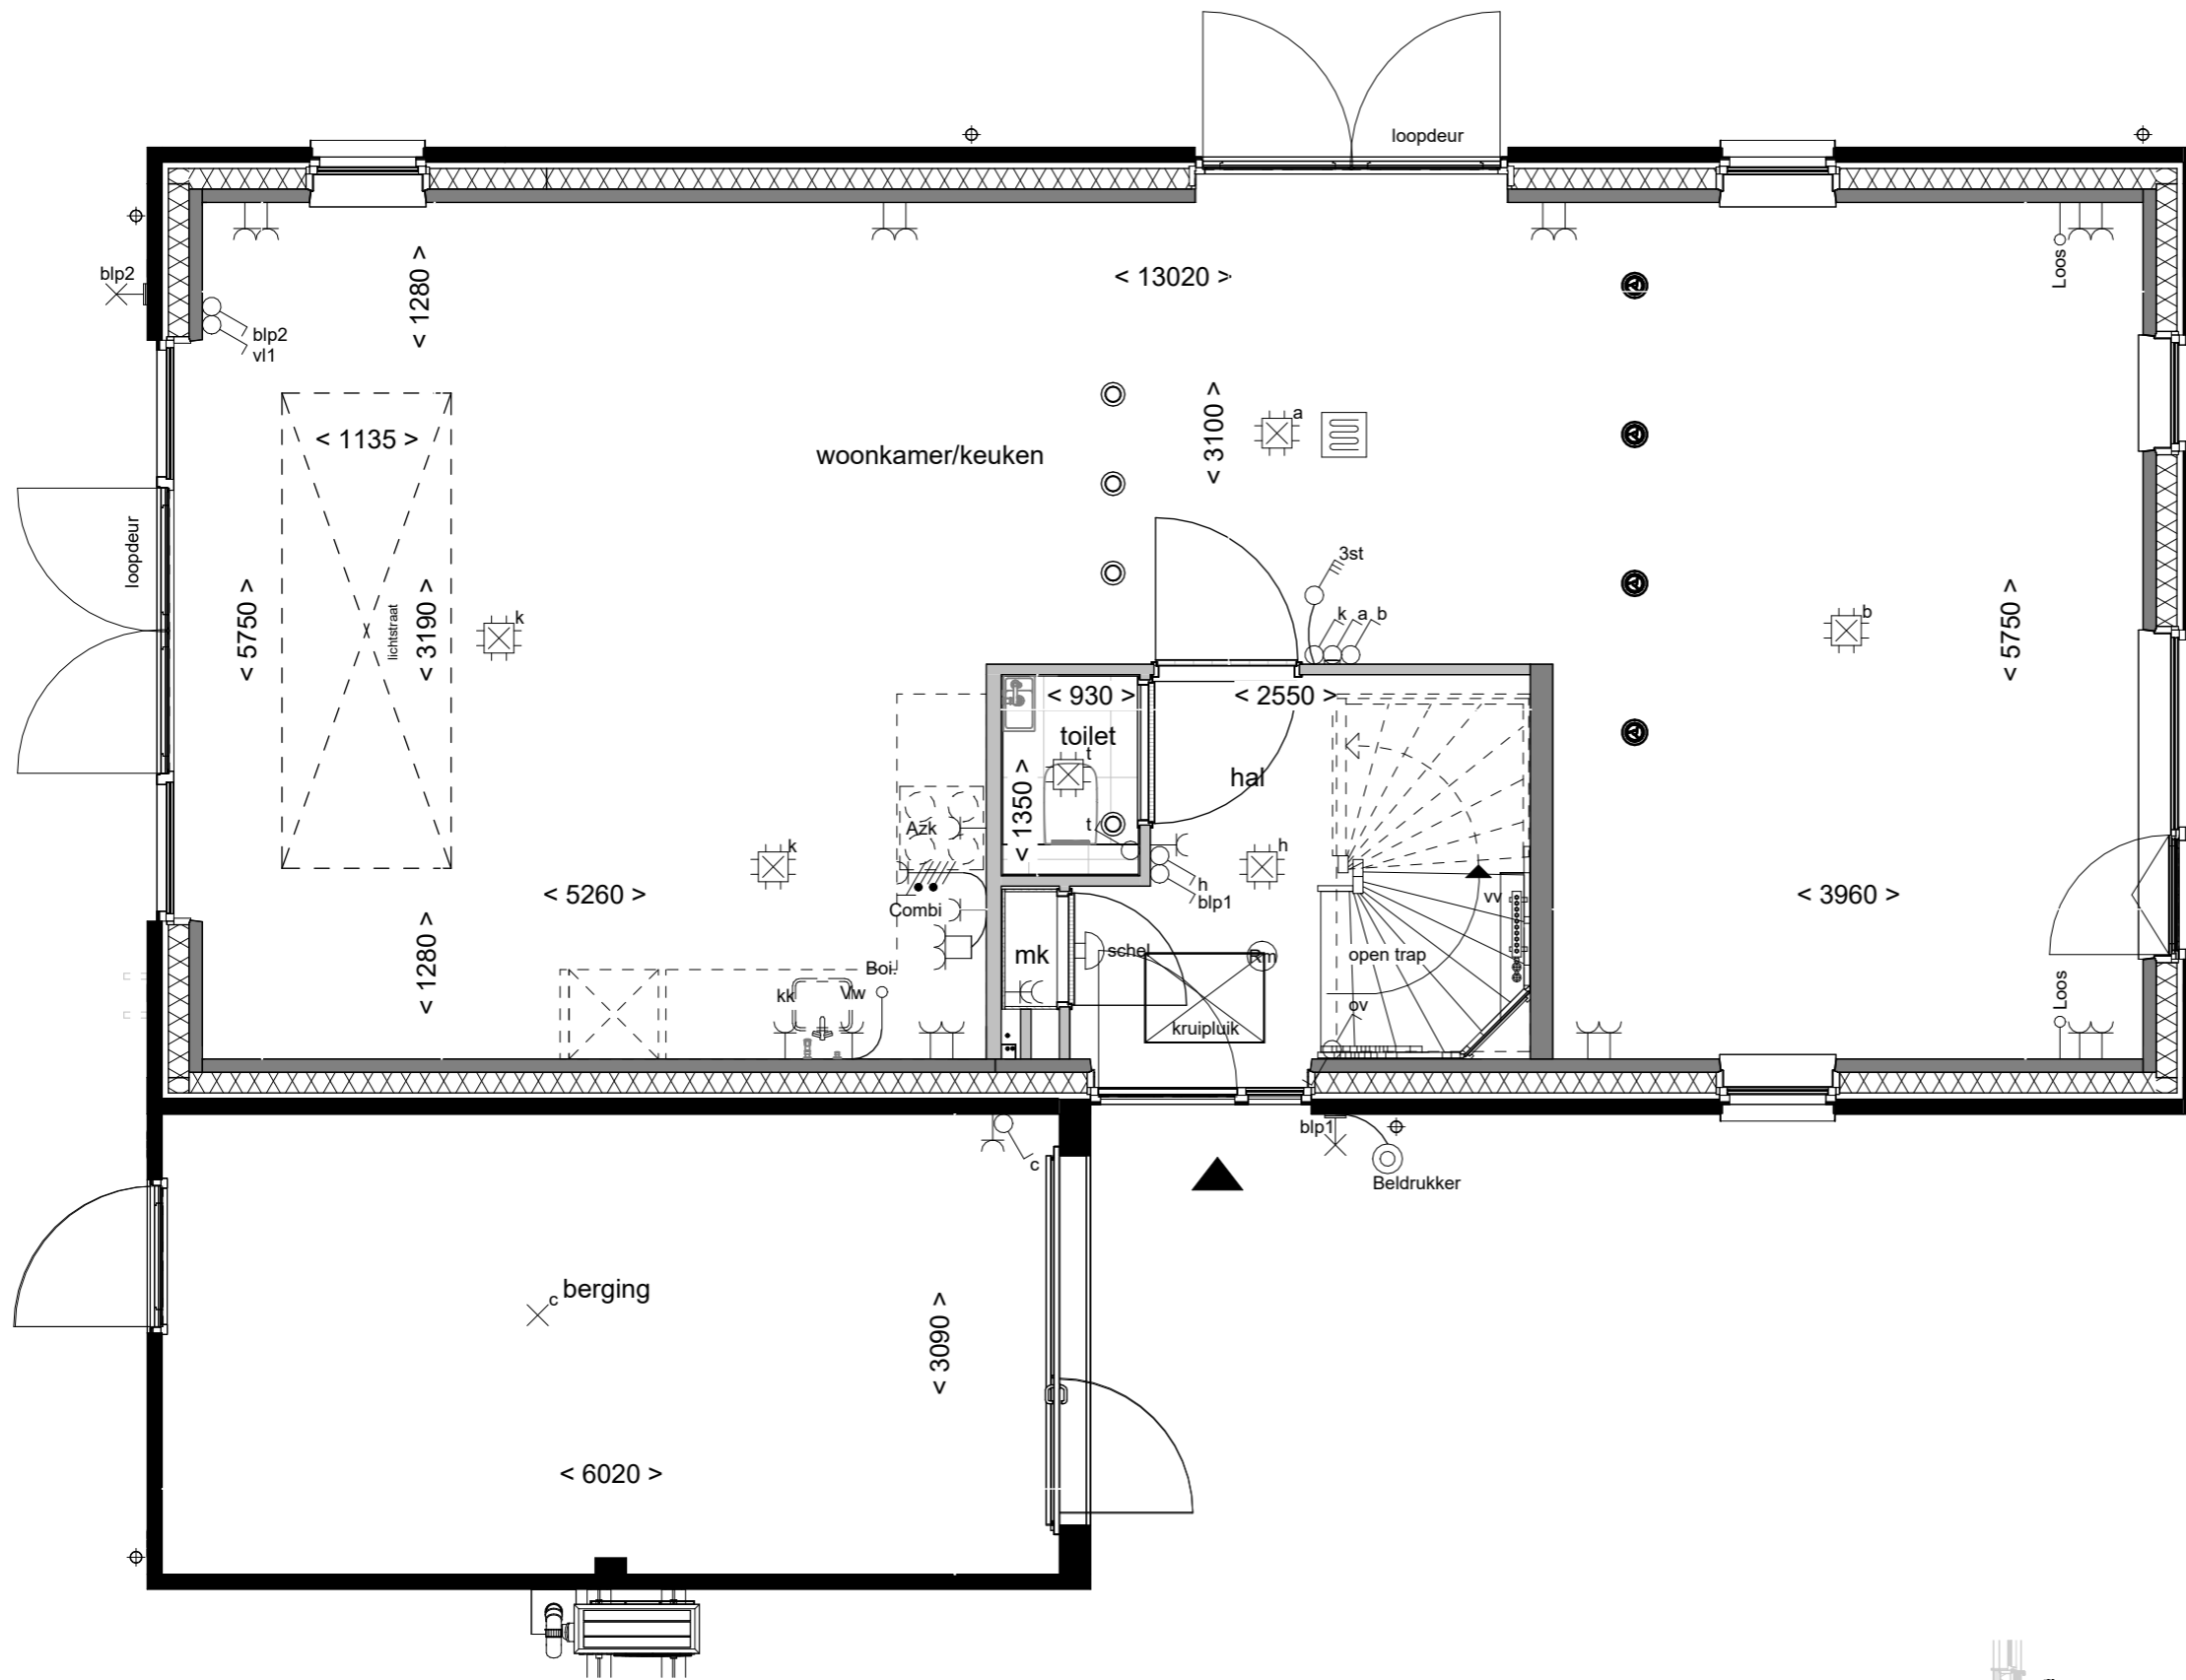 loopdeur
blp2
< 1280 >
< 13020 >
Loos
blp2
vl1
< 1135 >
< 3100 >
a
woonkamer/keuken
loopdeur
3st
< 5750 >
lichtstraat
< 3190 >
k
k a b
b
< 5750 >
< 930 >
< 2550 >
toilet
t
hal
< 1350 >
Azk
t
k
h
h
blp1
< 5260 >
Combi
vv
< 3960 >
< 1280 >
mk
schel
Rm
open trap
Boi.
kk
Vw
kruipluik
ov
Loos
blp1
c
Beldrukker
c
berging
< 3090 >
< 6020 >